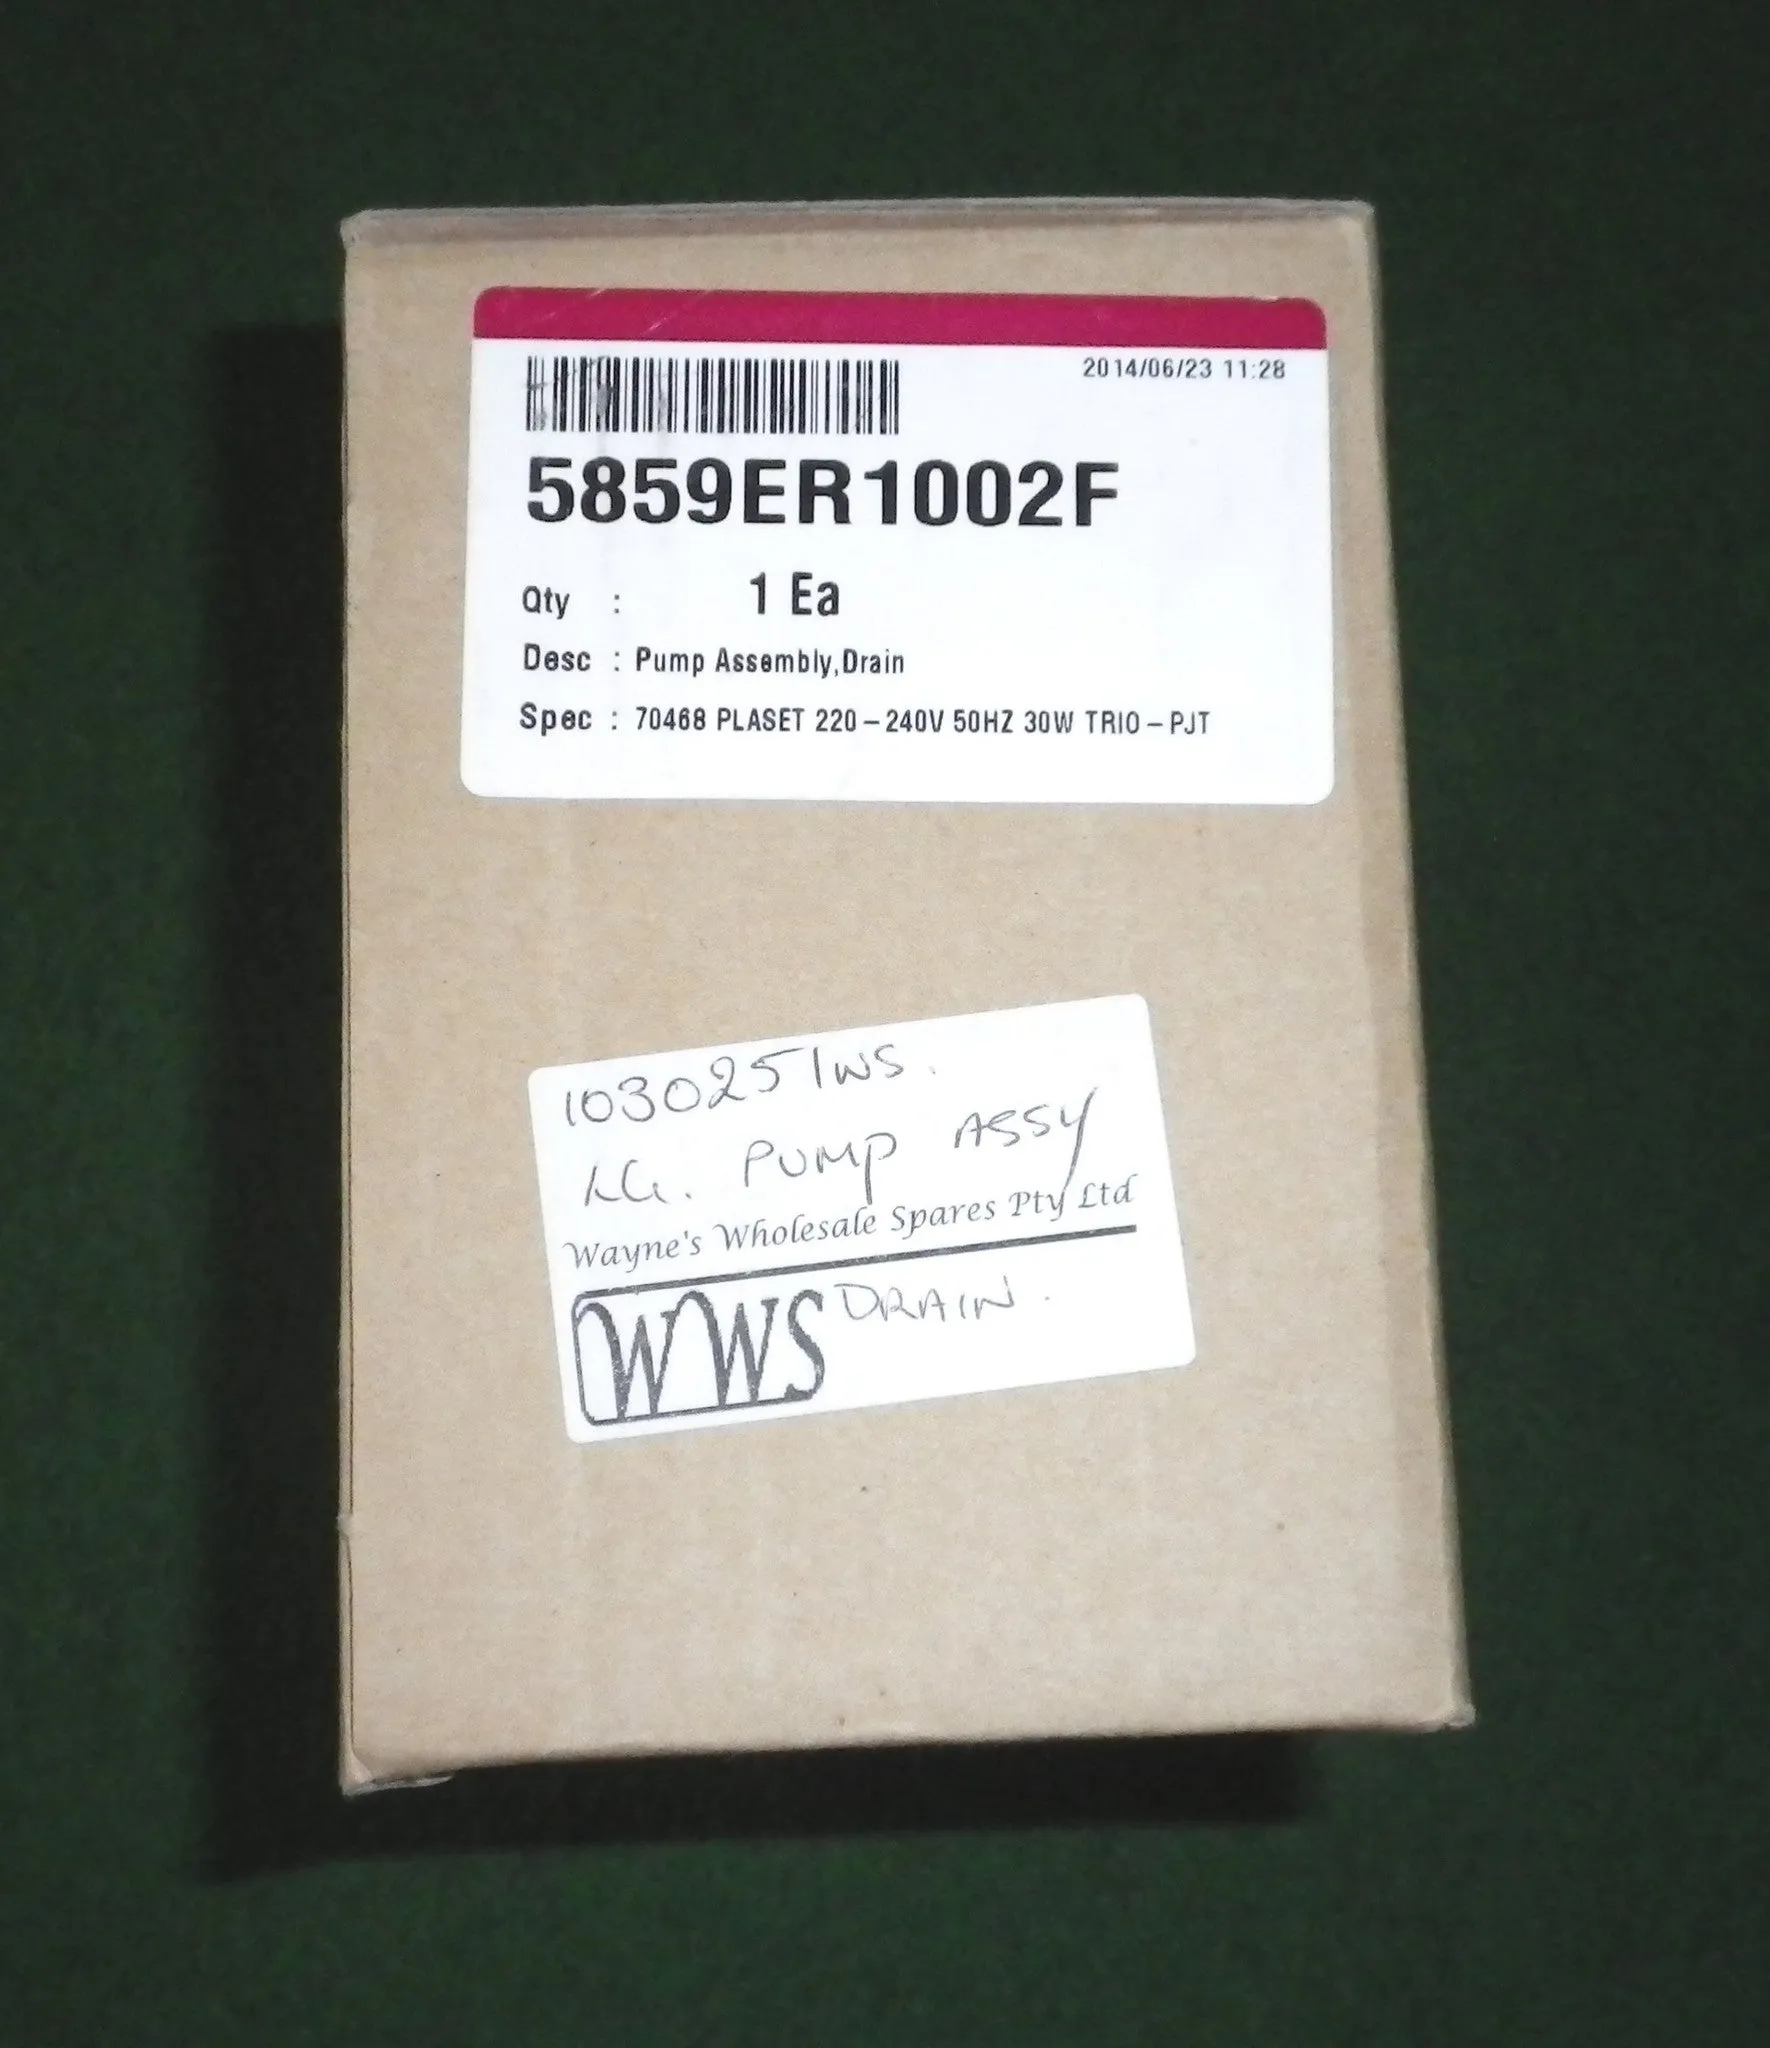 2014/06/23 11:28
5859ER1002F
Qty : 1 Ea
Desc : Pump Assembly,Drain
Spec : 70468 PLASET 220-240V 50HZ 30W TRIO-PJT
1030251WS.
LG. PUMP ASSY
Wayne's Wholesale Spares Pty Ltd
WWS DRAIN.